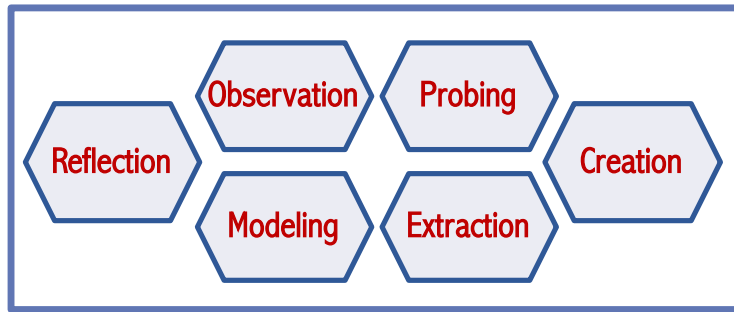 Observation
Probing
Reflection
Creation
Modeling
Extraction